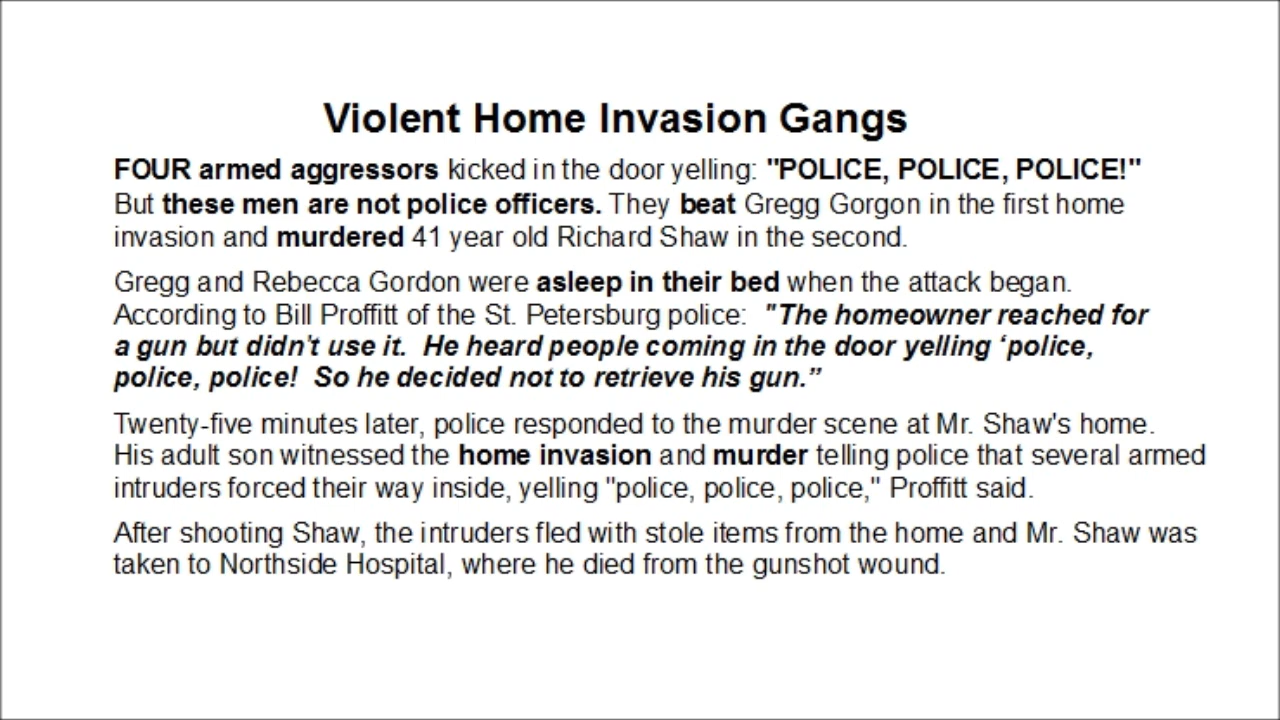 Violent Home Invasion Gangs
FOUR armed aggressors kicked in the door yelling: "POLICE, POLICE, POLICE!"
But these men are not police officers. They beat Gregg Gorgon in the first home
invasion and murdered 41 year old Richard Shaw in the second.
Gregg and Rebecca Gordon were asleep in their bed when the attack began.
According to Bill Proffitt of the St. Petersburg police: "The homeowner reached for
a gun but didn't use it. He heard people coming in the door yelling ‘police,
police, police! So he decided not to retrieve his gun.”
Twenty-five minutes later, police responded to the murder scene at Mr. Shaw's home.
His adult son witnessed the home invasion and murder telling police that several armed
intruders forced their way inside, yelling "police, police, police," Proffitt said.
After shooting Shaw, the intruders fled with stole items from the home and Mr. Shaw was
taken to Northside Hospital, where he died from the gunshot wound.